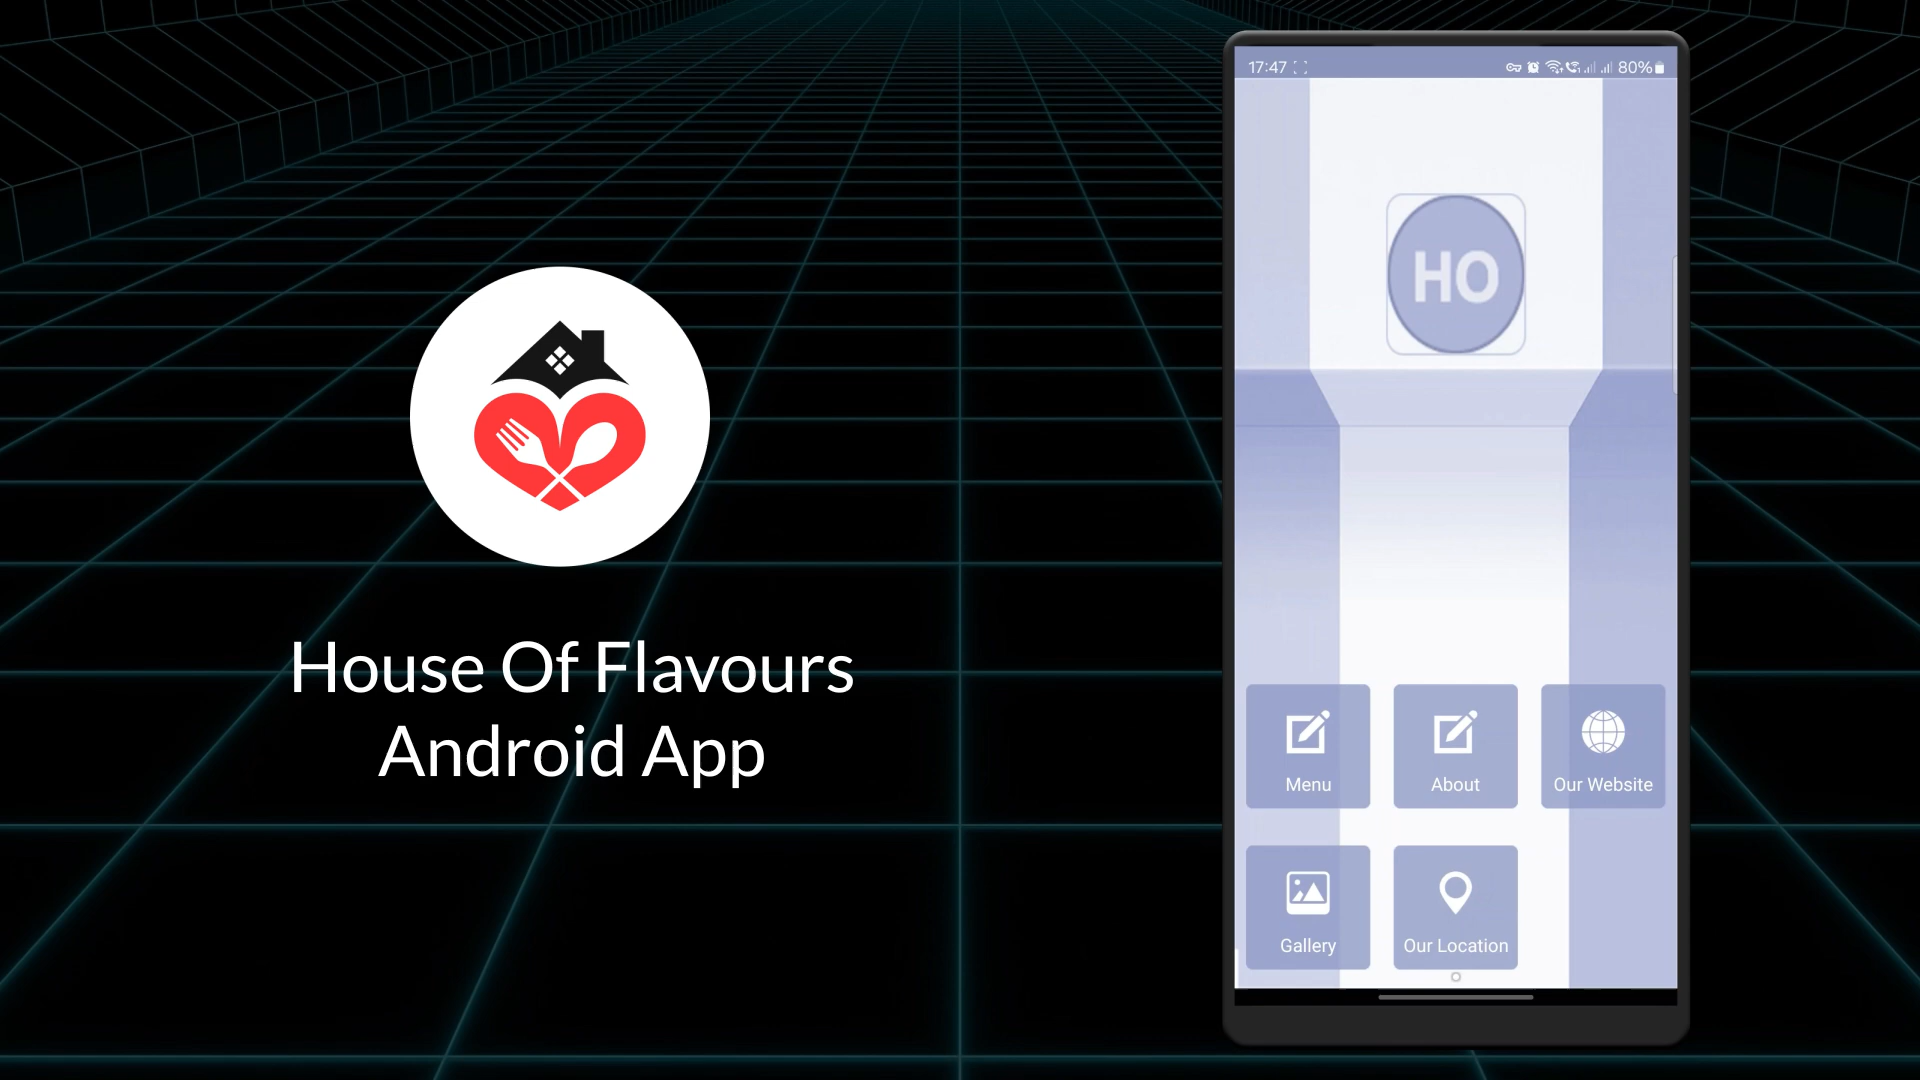 House Of Flavours
Android App
17:47
80%
HO
Menu
About
Our Website
Gallery
Our Location